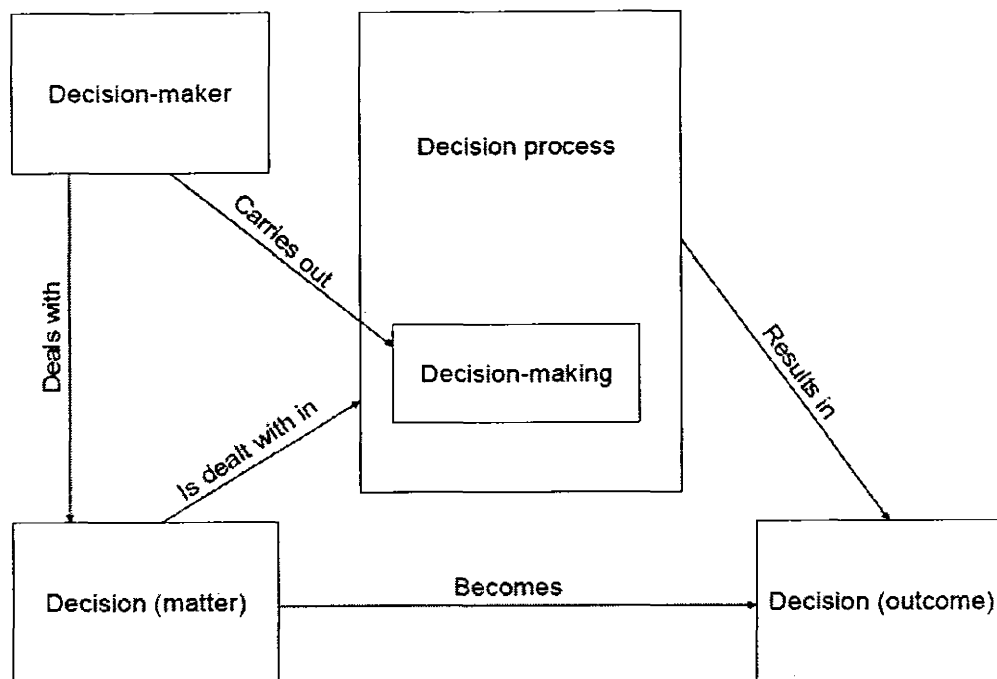 Decision-maker
Decision process
Carries out
Deals with
Decision-making
Results in
Is dealt with in
Becomes
Decision (matter)
Decision (outcome)